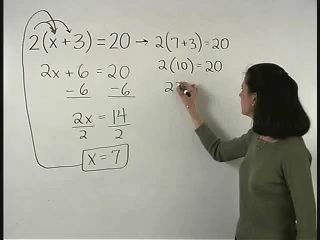 2(x+3)=20 → 2(7+3)=20
2x+6=20
-6 -6
2x = 14
2 2
x=7
2(10)=20
2